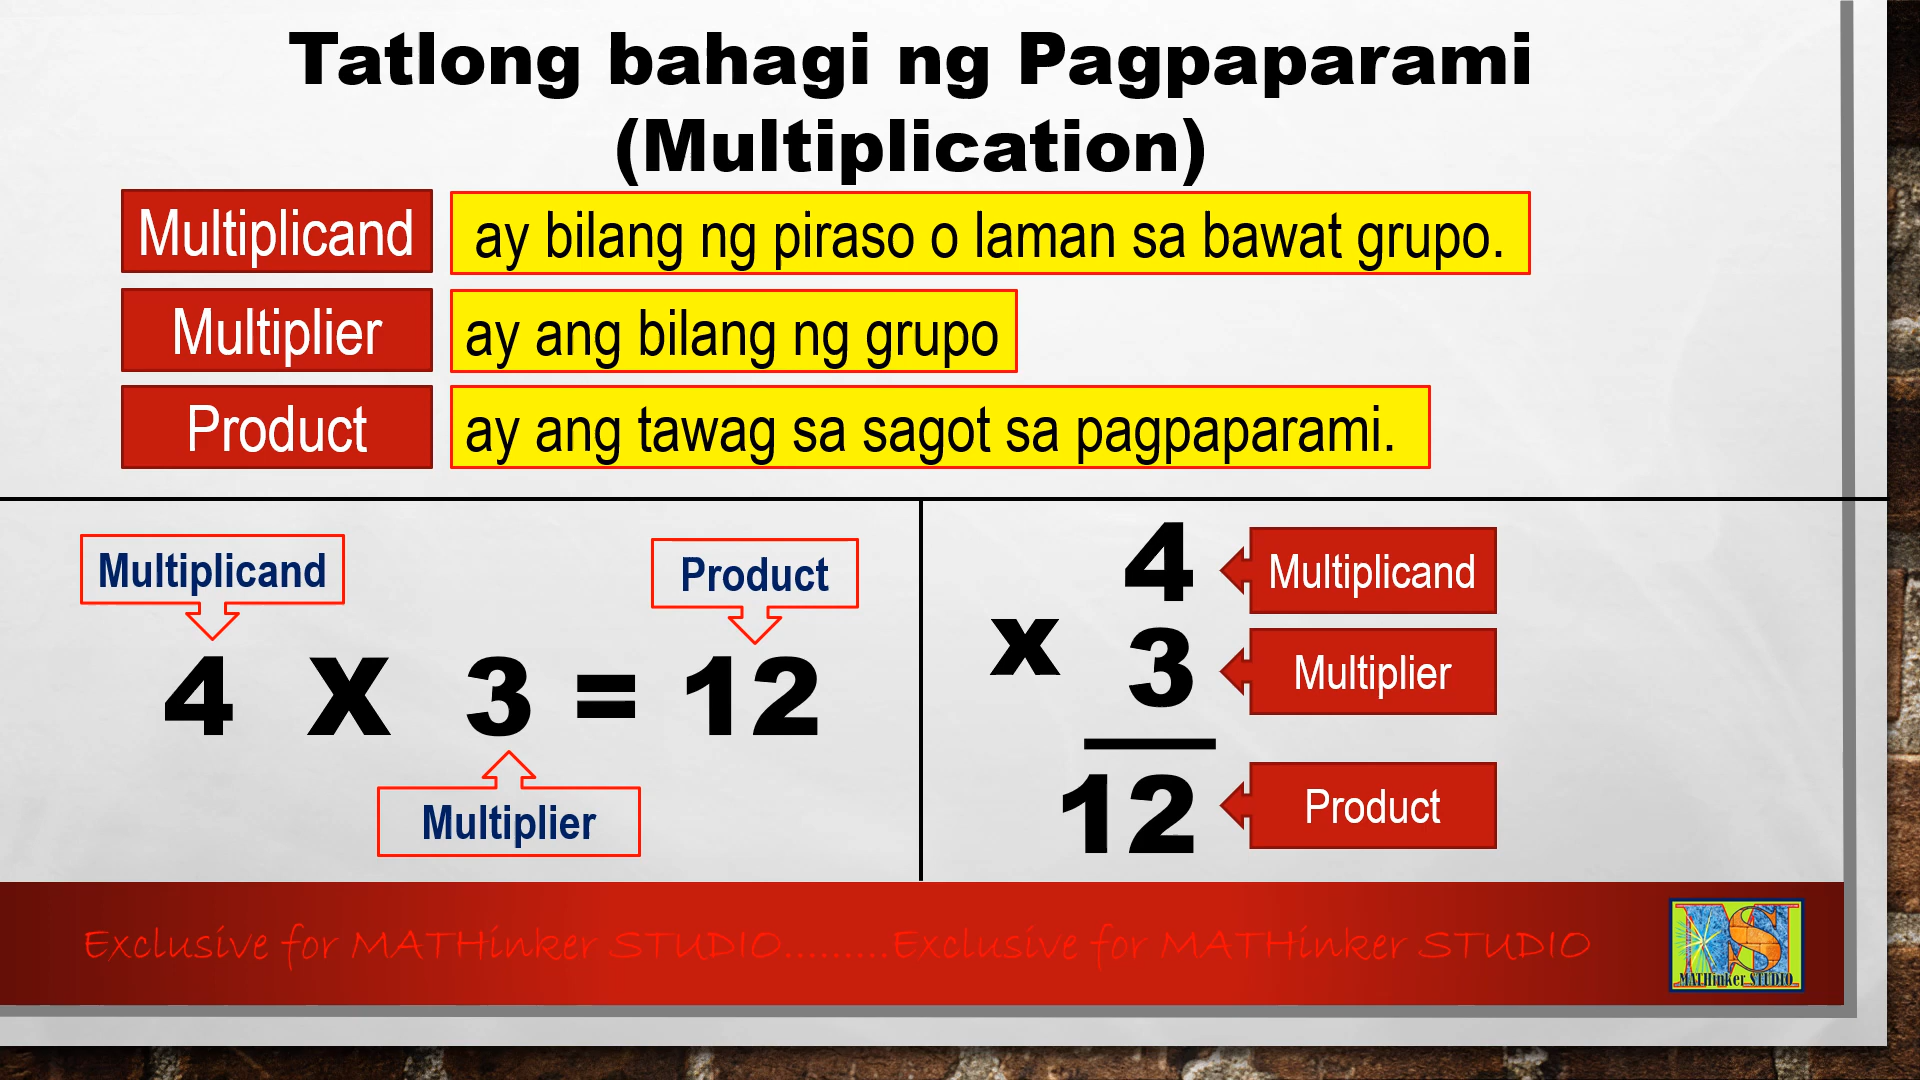 Tatlong bahagi ng Pagpaparami
(Multiplication)
Multiplicand ay bilang ng piraso o laman sa bawat grupo.
Multiplier ay ang bilang ng grupo
Product ay ang tawag sa sagot sa pagpaparami.
Multiplicand
Product
4 X 3 = 12
Multiplier
4 Multiplicand
x 3 Multiplier
12 Product
Exclusive for MATHinker STUDIO.........Exclusive for MATHinker STUDIO
MS
MATHinker STUDIO